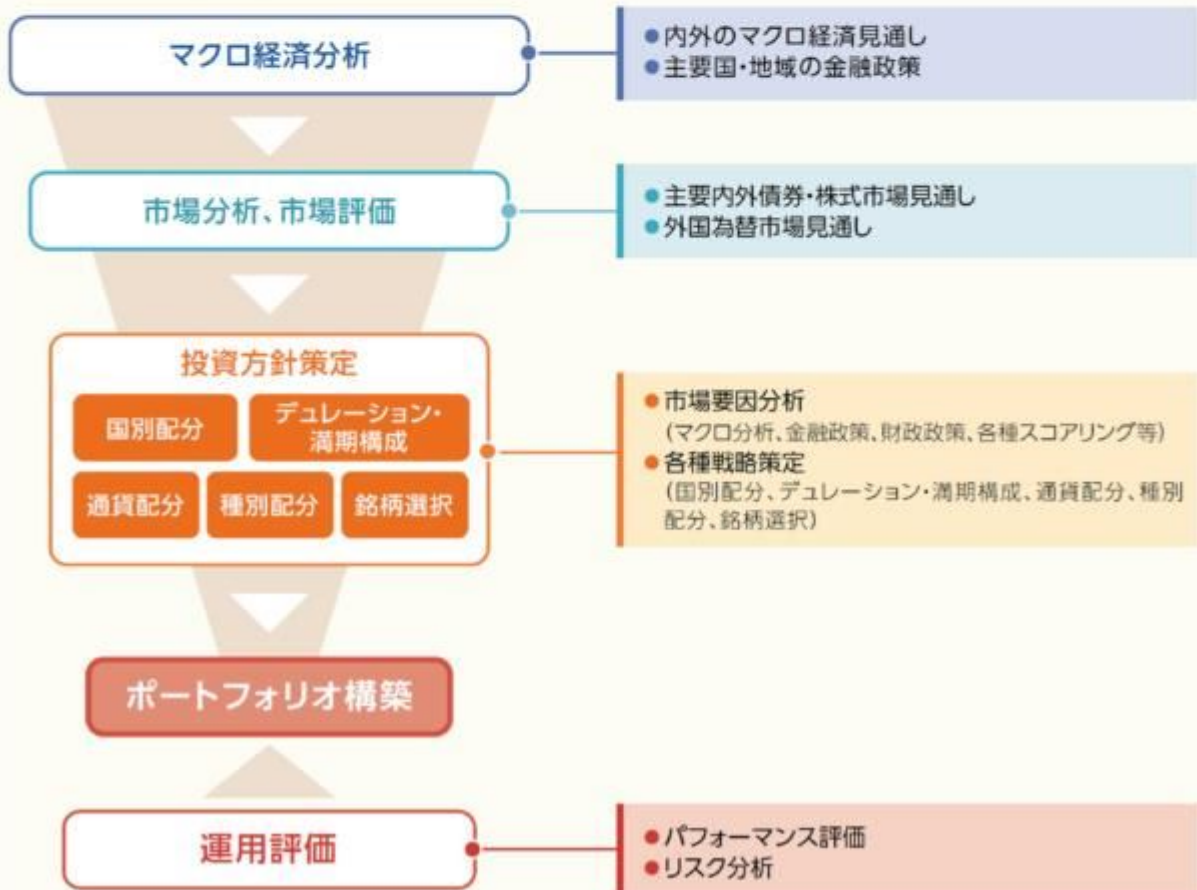 マクロ経済分析
●内外のマクロ経済見通し
●主要国・地域の金融政策
市場分析、市場評価
●主要内外債券・株式市場見通し
●外国為替市場見通し
投資方針策定
国別配分
デュレーション・
満期構成
通貨配分
種別配分
銘柄選択
●市場要因分析
(マクロ分析、金融政策、財政政策、各種スコアリング等)
●各種戦略策定
(国別配分、デュレーション・満期構成、通貨配分、種別
配分、銘柄選択)
ポートフォリオ構築
運用評価
●パフォーマンス評価
●リスク分析